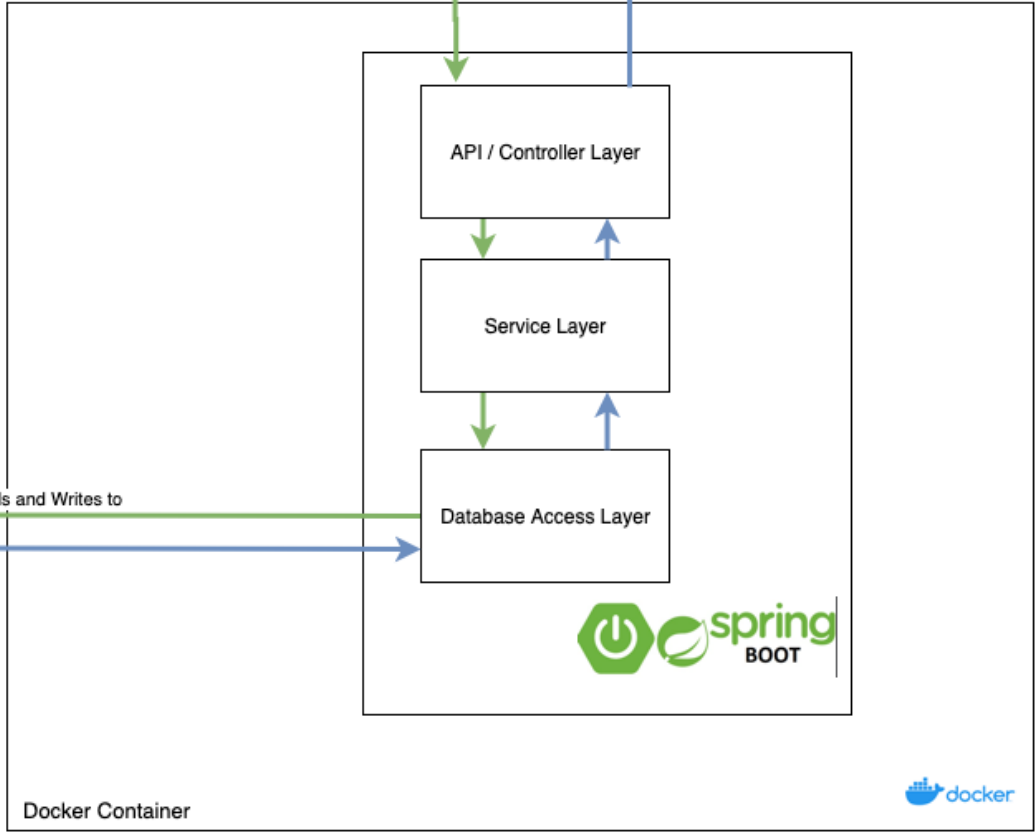 API / Controller Layer
Service Layer
and Writes to
Database Access Layer
spring
BOOT
Docker Container
docker